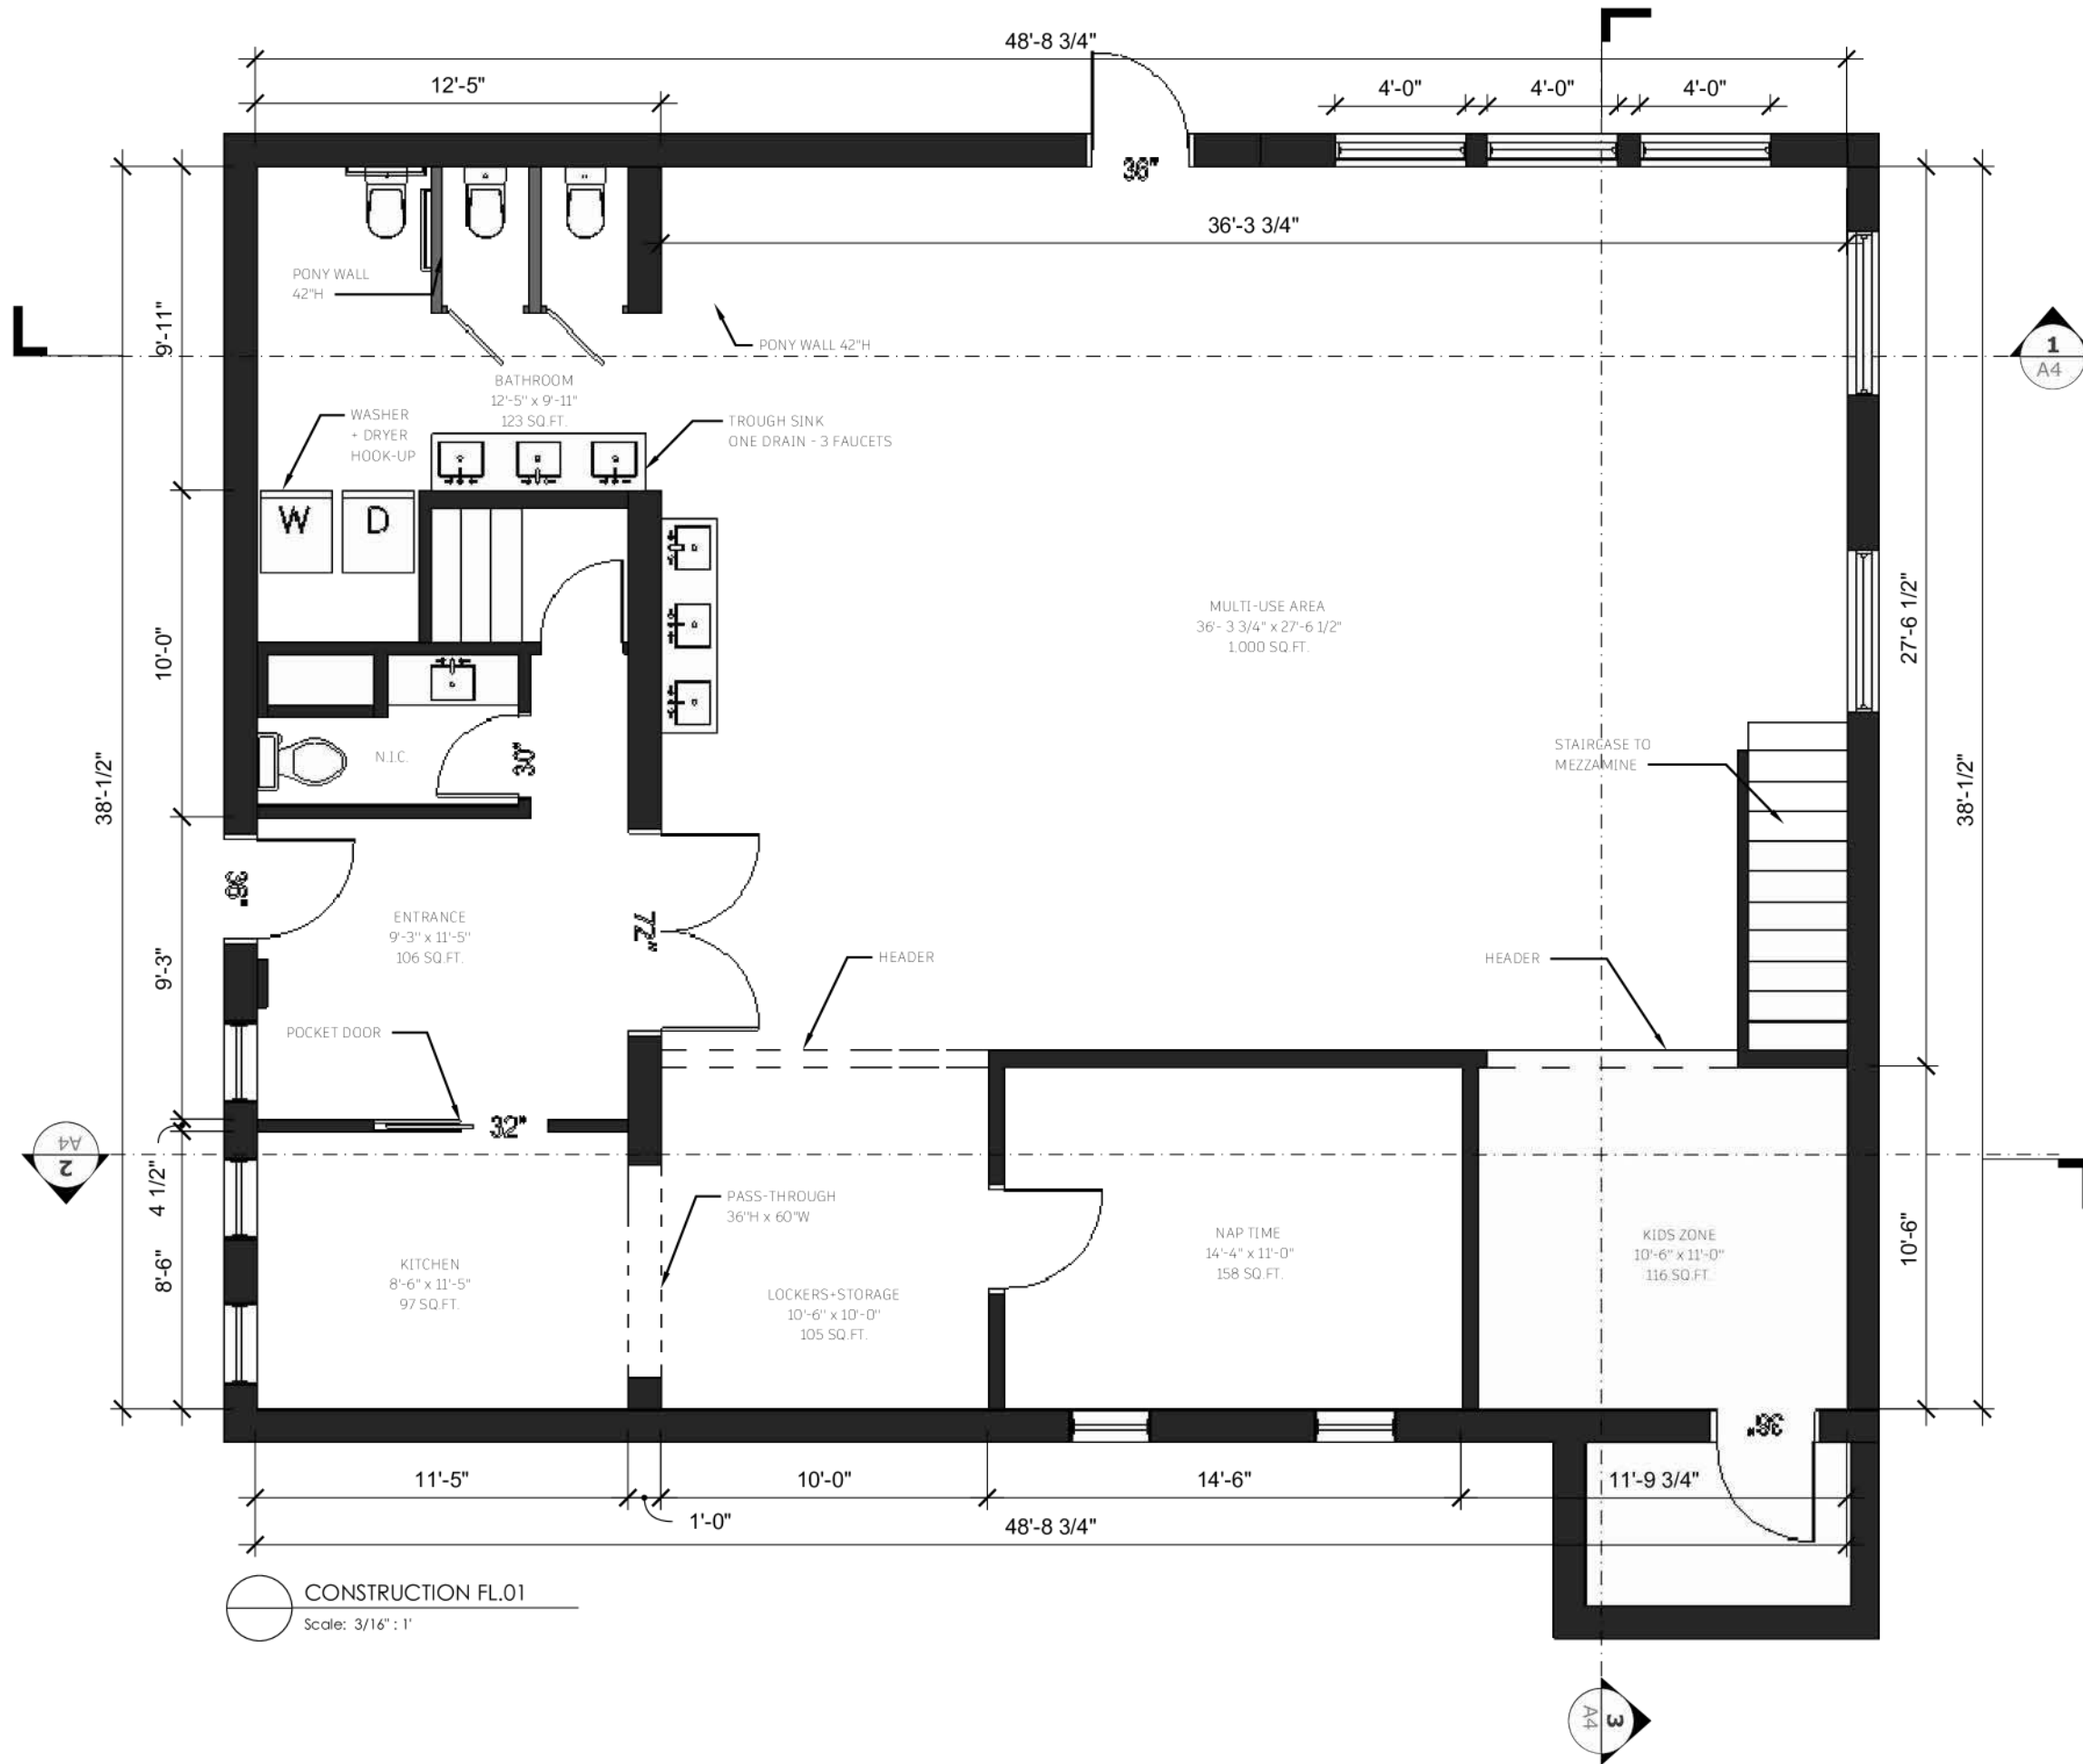 48'-8 3/4"
12'-5"
4'-0"
4'-0"
4'-0"
36"
36'-3 3/4"
PONY WALL
42"H
9'-11"
PONY WALL 42"H
1
A4
BATHROOM
12'-5" x 9'-11"
123 SQ.FT.
WASHER
+ DRYER
HOOK-UP
TROUGH SINK
ONE DRAIN - 3 FAUCETS
W
D
MULTI-USE AREA
36'- 3 3/4" x 27'-6 1/2"
1.000 SQ.FT.
27'-6 1/2"
10'-0"
N.I.C.
30"
STAIRCASE TO
MEZZAMINE
38'-1/2"
38'-1/2"
36"
ENTRANCE
9'-3" x 11'-5"
106 SQ.FT.
72"
9'-3"
HEADER
HEADER
POCKET DOOR
32"
2
A4
4 1/2"
PASS-THROUGH
36"H x 60"W
8'-6"
KITCHEN
8'-6" x 11'-5"
97 SQ.FT.
LOCKERS+STORAGE
10'-6" x 10'-0"
105 SQ.FT.
NAP TIME
14'-4" x 11'-0"
158 SQ.FT.
KIDS ZONE
10'-6" x 11'-0"
116 SQ.FT.
10'-6"
36"
11'-5"
1'-0"
10'-0"
14'-6"
11'-9 3/4"
48'-8 3/4"
CONSTRUCTION FL.01
Scale: 3/16" : 1'
3
A4